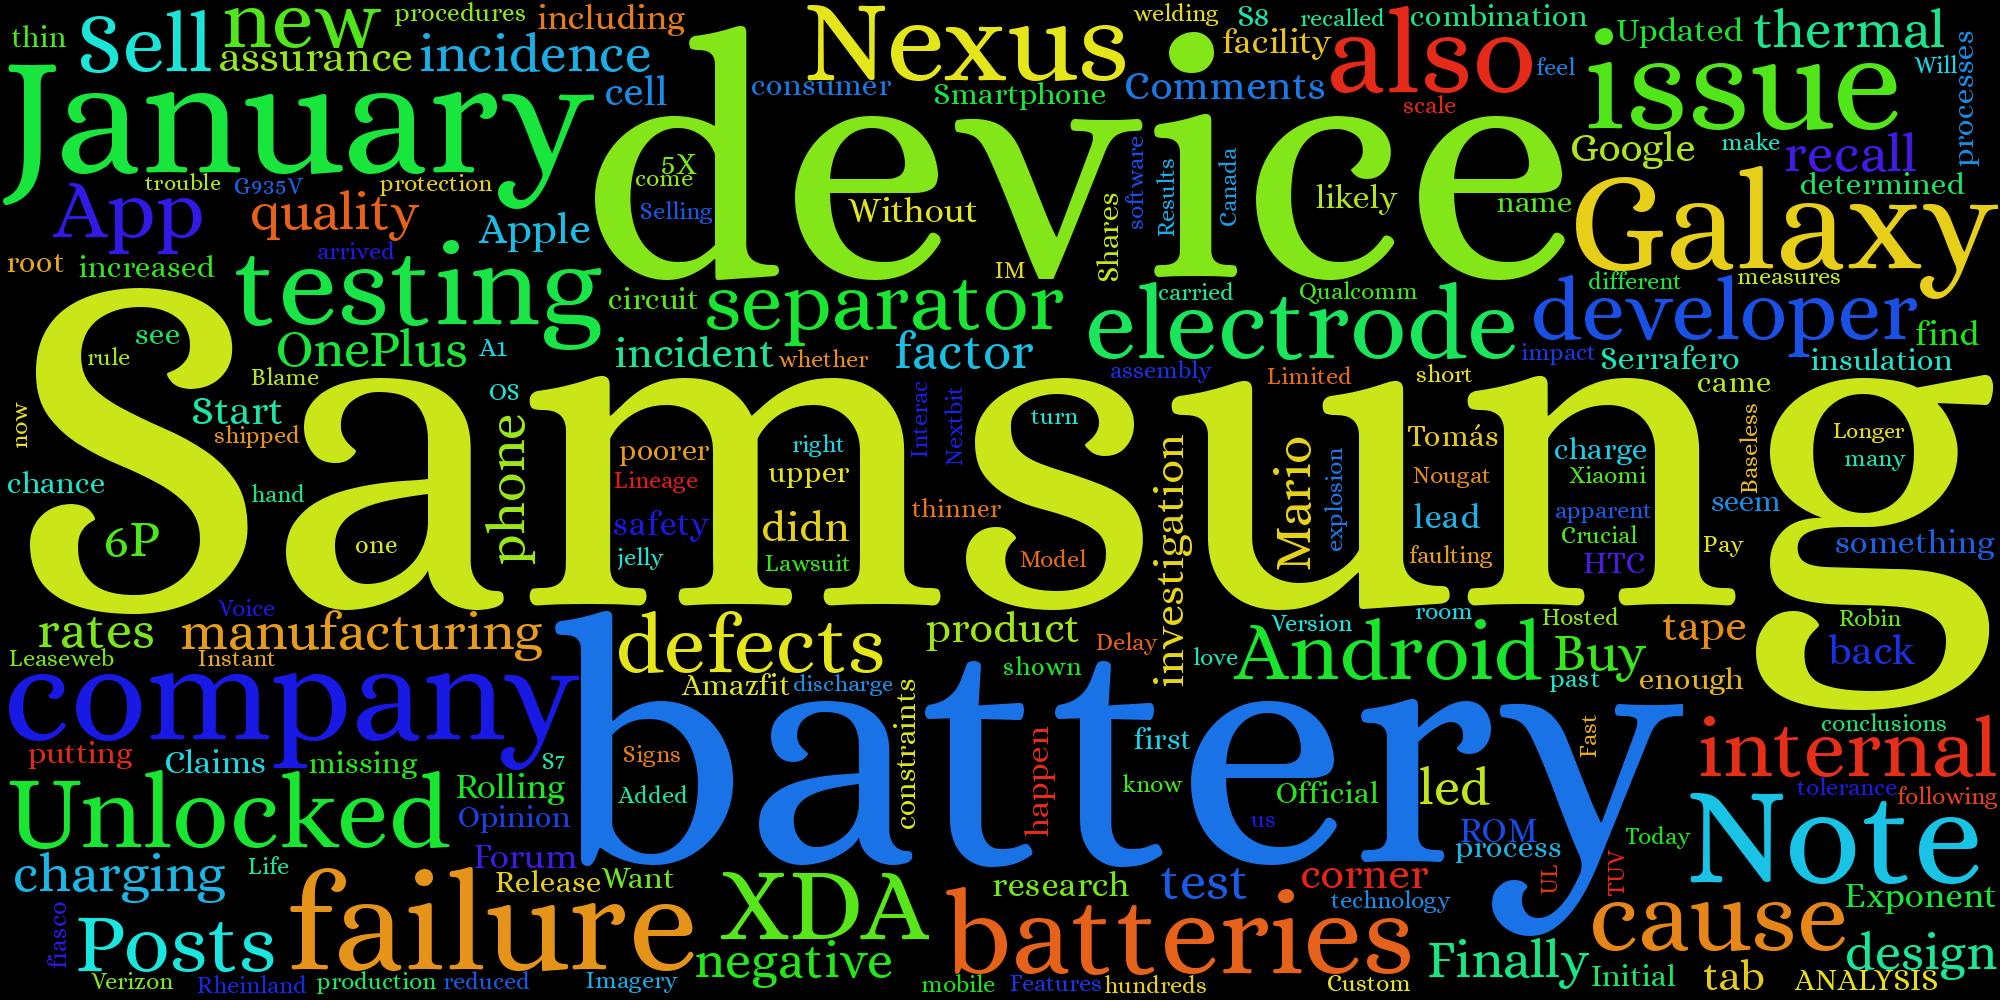 thin
Sell
new
procedures
including
Nexus
welding
S8
recalled
combination
Updated
thermal
assurance
incidence
facility
also
feel
issue
Will
processes
January
cell
device
consumer
Smartphone
Comments
scale
Google
make
recall
trouble
G935V
protection
5X
come
software
Results
Canada
likely
name
determined
App
quality
Apple
Selling
Without
Shares
Galaxy
arrived
root
increased
testing
IM
circuit
separator
carried
Qualcomm
different
measures
electrode
developer
find
see
rule
OnePlus
A1
incident
whether
factor
impact
Serrafero
insulation
Blame
OS
assembly
Limited
short
came
Samsung
now
Start
shipped
phone
poorer
right
upper
Interac
Nextbit
turn
Tomás
charge
Baseless
Longer
many
chance
hand
Lineage
thinner
investigation
Mario
explosion
Nougat
Xiaomi
seem
6P
one
safety
didn
lead
apparent
jelly
Lawsuit
Model
faulting
Crucial
HTC
Pay
something
Voice
rates
manufacturing
defects
product
Delay
Version
room
Hosted
tape
Robin
back
Leaseweb
Instant
shown
love
Android
Buy
company
Amazfit
discharge
constraints
past
enough
battery
putting
Claims
missing
S7
Signs
happen
first
Fast
conclusions
internal
Unlocked
Rolling
Added
know
Official
led
tolerance
following
Opinion
us
ROM
Note
charging
Life
Forum
process
Today
failure
Release
Want
XDA
research
test
corner
technology
UL
TUV
Exponent
fiasco
Posts
batteries
cause
negative
Finally
design
Verizon
Rheinland
production
reduced
Imagery
mobile
Features
hundreds
Custom
Initial
tab
ANALYSIS